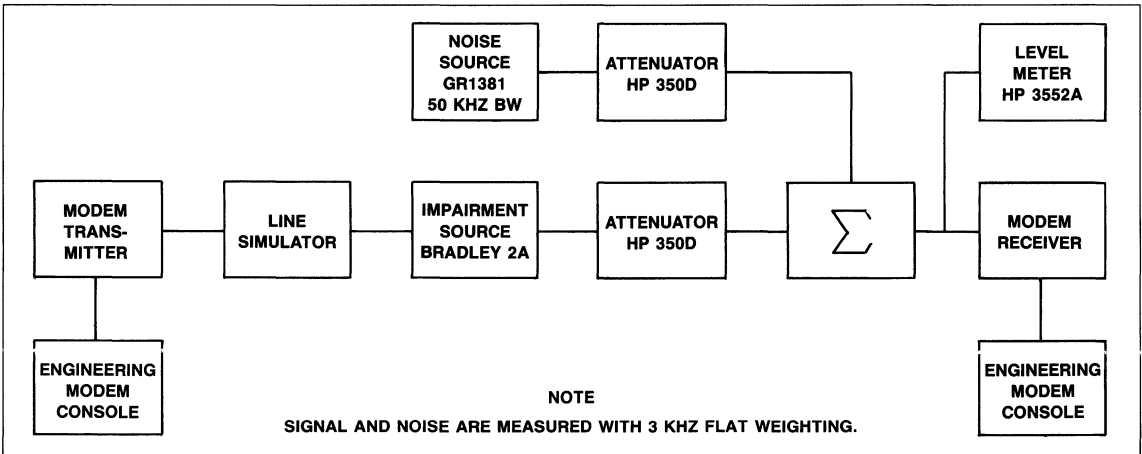 NOISE
SOURCE
GR1381
50 KHZ BW
ATTENUATOR
HP 350D
LEVEL
METER
HP 3552A
MODEM
TRANS-
MITTER
LINE
SIMULATOR
IMPAIRMENT
SOURCE
BRADLEY 2A
ATTENUATOR
HP 350D
Σ
MODEM
RECEIVER
ENGINEERING
MODEM
CONSOLE
ENGINEERING
MODEM
CONSOLE
NOTE
SIGNAL AND NOISE ARE MEASURED WITH 3 KHZ FLAT WEIGHTING.